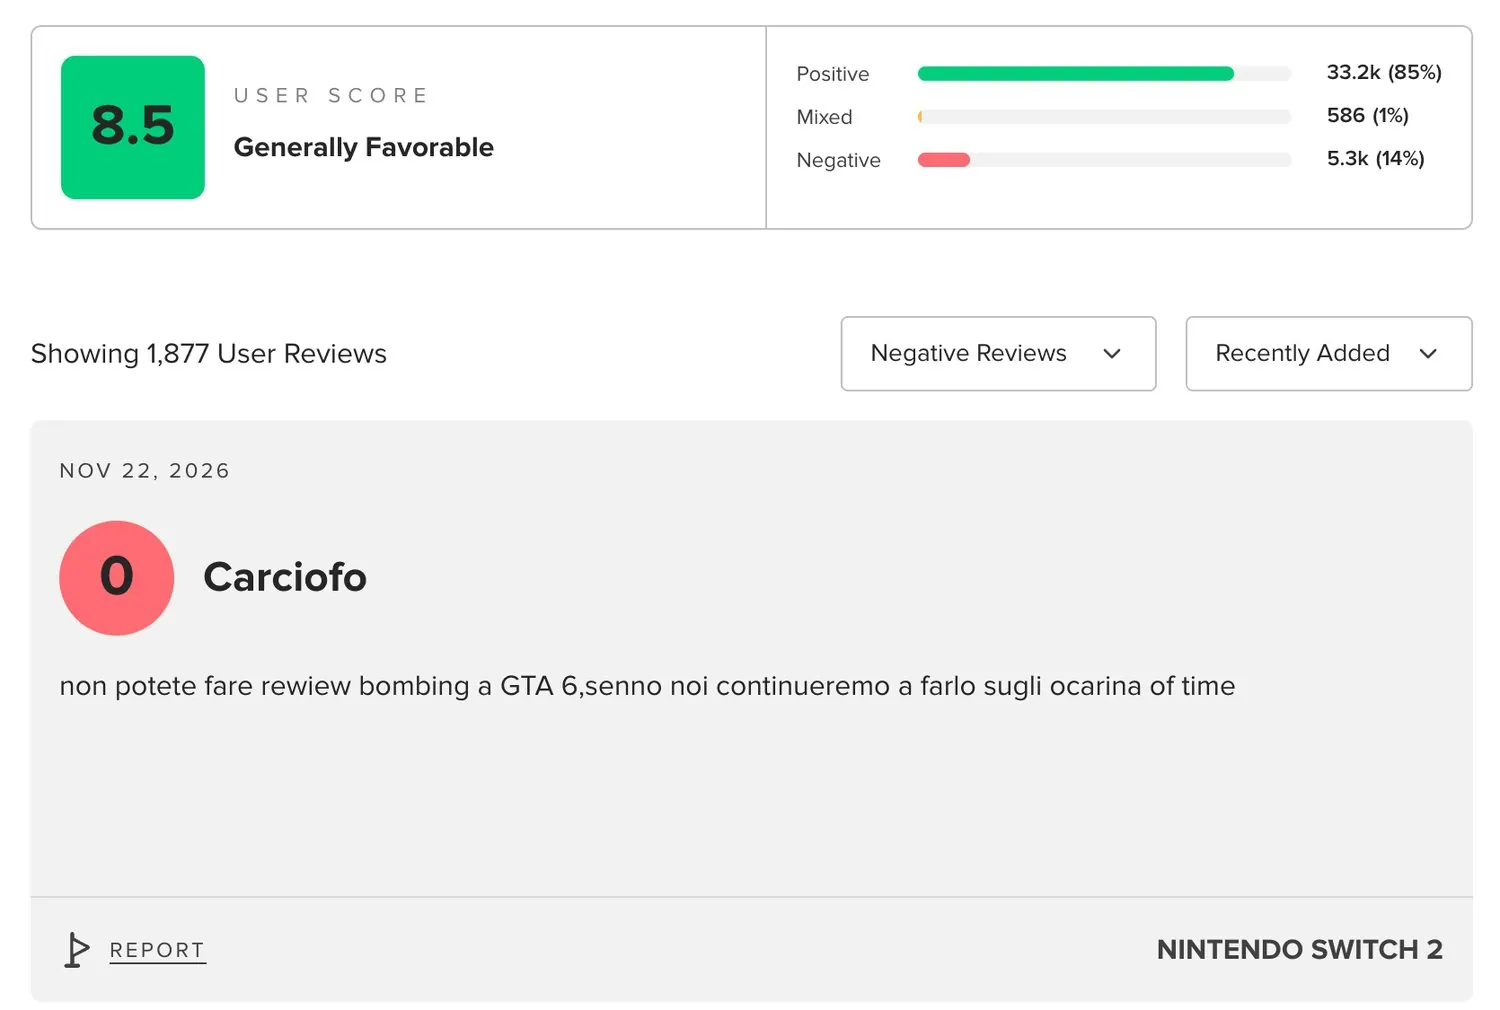 8.5
USER SCORE
Generally Favorable
Positive 33.2k (85%)
Mixed 586 (1%)
Negative 5.3k (14%)
Showing 1,877 User Reviews
Negative Reviews
Recently Added
NOV 22, 2026
0
Carciofo
non potete fare rewiew bombing a GTA 6,senno noi continueremo a farlo sugli ocarina of time
REPORT
NINTENDO SWITCH 2